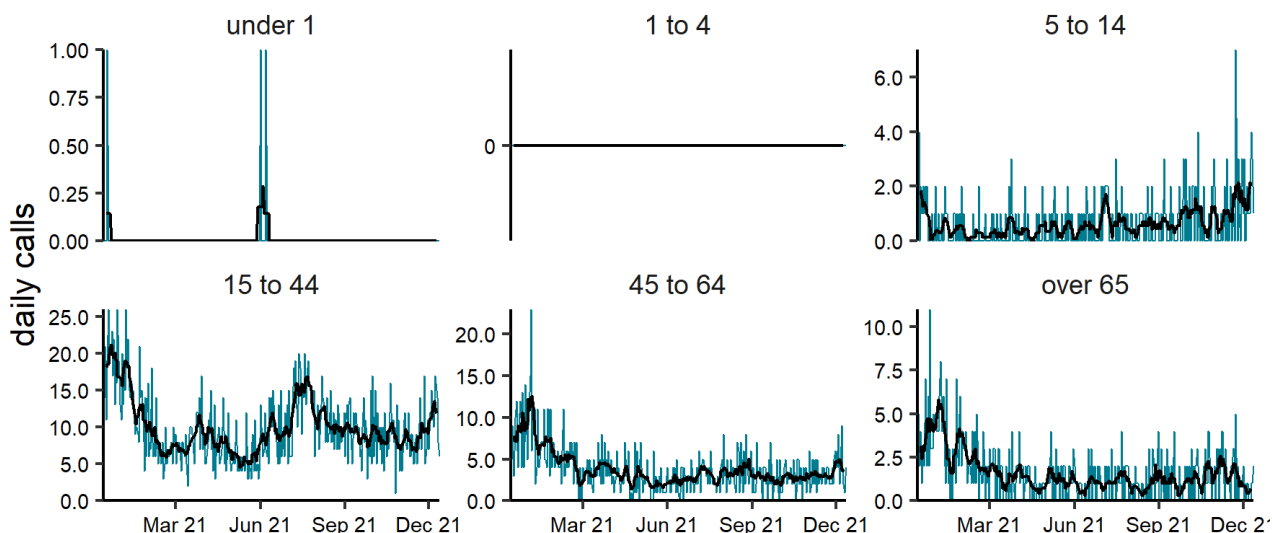 under 1
1 to 4
5 to 14
1.00
0.75
0.50
0.25
0.00
0
6.0
4.0
2.0
0.0
daily calls
15 to 44
45 to 64
over 65
25.0
20.0
15.0
10.0
5.0
0.0
20.0
15.0
10.0
5.0
0.0
10.0
7.5
5.0
2.5
0.0
Mar 21 Jun 21 Sep 21 Dec 21
Mar 21 Jun 21 Sep 21 Dec 21
Mar 21 Jun 21 Sep 21 Dec 2